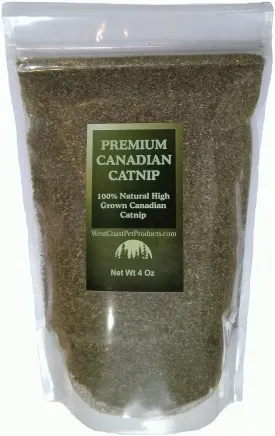 PREMIUM
CANADIAN
CATNIP
100% Natural High
Grown Canadian
Catnip
WestCoastPetProducts.com
Net Wt 4 Oz